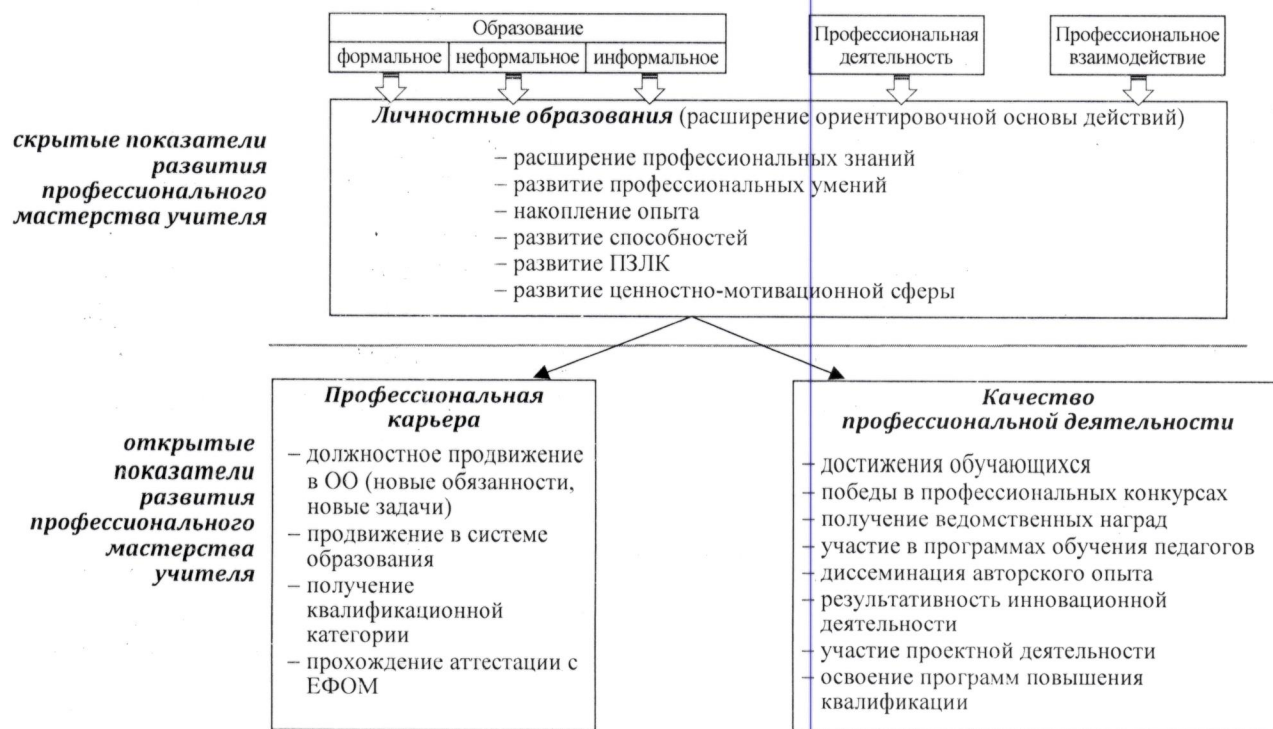 Образование
формальное неформальное информальное
Профессиональная
деятельность
Профессиональное
взаимодействие
скрытые показатели
развития
профессионального
мастерства учителя
Личностные образования (расширение ориентировочной основы действий)
– расширение профессиональных знаний
– развитие профессиональных умений
– накопление опыта
– развитие способностей
– развитие ПЗЛК
– развитие ценностно-мотивационной сферы
открытые
показатели
развития
профессионального
мастерства
учителя
Профессиональная
карьера
– должностное продвижение
в ОО (новые обязанности,
новые задачи)
– продвижение в системе
образования
– получение
квалификационной
категории
– прохождение аттестации с
ЕФОМ
Качество
профессиональной деятельности
– достижения обучающихся
– победы в профессиональных конкурсах
– получение ведомственных наград
– участие в программах обучения педагогов
– диссеминация авторского опыта
– результативность инновационной
деятельности
– участие проектной деятельности
– освоение программ повышения
квалификации